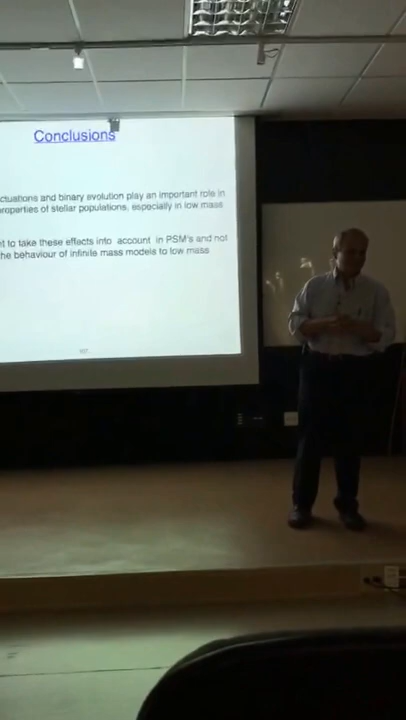 Conclusions
ctuations and binary evolution play an important role in
roperties of stellar populations, especially in low mass
t to take these effects into account in PSM's and not
he behaviour of infinite mass models to low mass